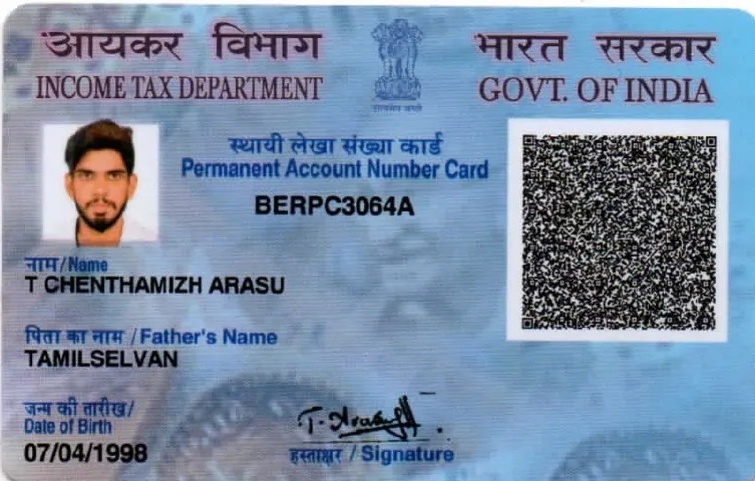 आयकर विभाग
INCOME TAX DEPARTMENT
सत्यमेव जयते
भारत सरकार
GOVT. OF INDIA
स्थायी लेखा संख्या कार्ड
Permanent Account Number Card
BERPC3064A
नाम/Name
T CHENTHAMIZH ARASU
पिता का नाम /Father's Name
TAMILSELVAN
जन्म की तारीख/
Date of Birth
07/04/1998
T. Arasu
हस्ताक्षर / Signature